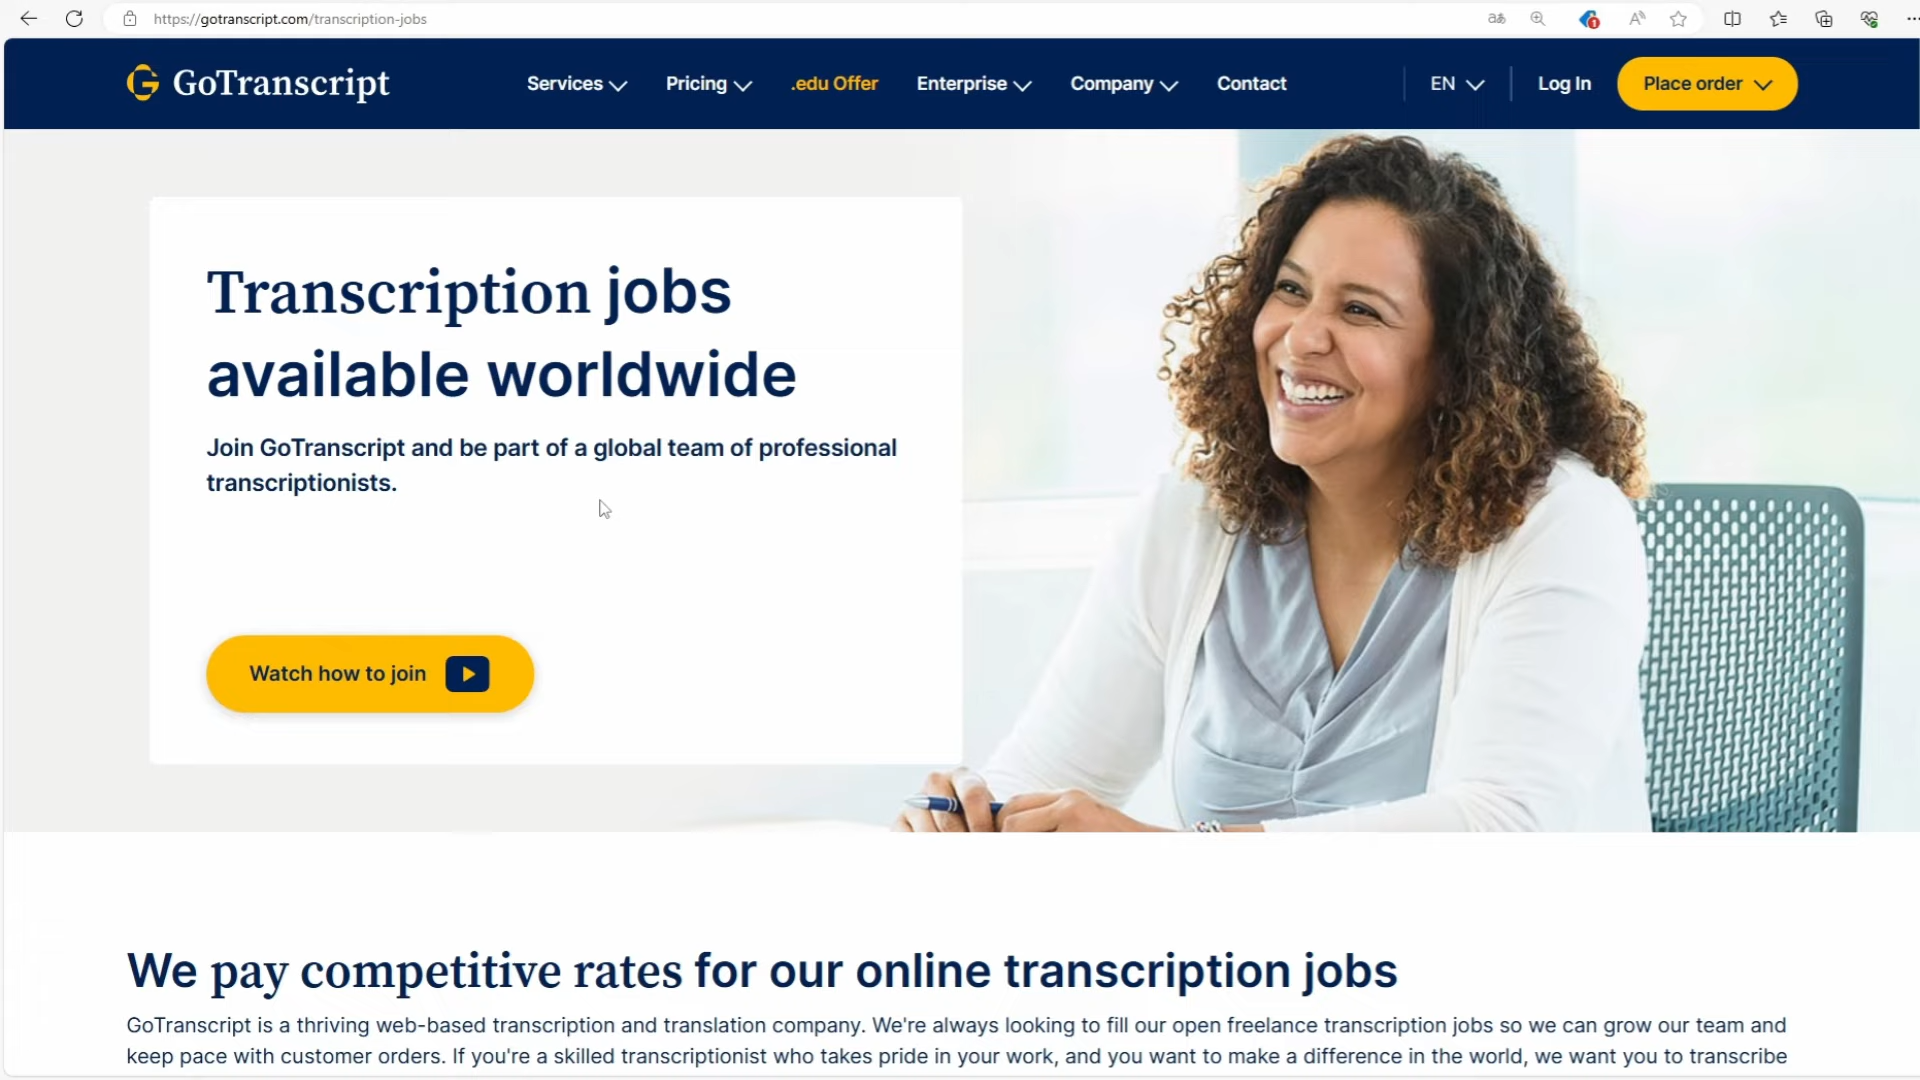 https://gotranscript.com/transcription-jobs
GoTranscript
Services
Pricing
.edu Offer
Enterprise
Company
Contact
EN
Log In
Place order
Transcription jobs
available worldwide
Join GoTranscript and be part of a global team of professional
transcriptionists.
Watch how to join
We pay competitive rates for our online transcription jobs
GoTranscript is a thriving web-based transcription and translation company. We're always looking to fill our open freelance transcription jobs so we can grow our team and
keep pace with customer orders. If you're a skilled transcriptionist who takes pride in your work, and you want to make a difference in the world, we want you to transcribe